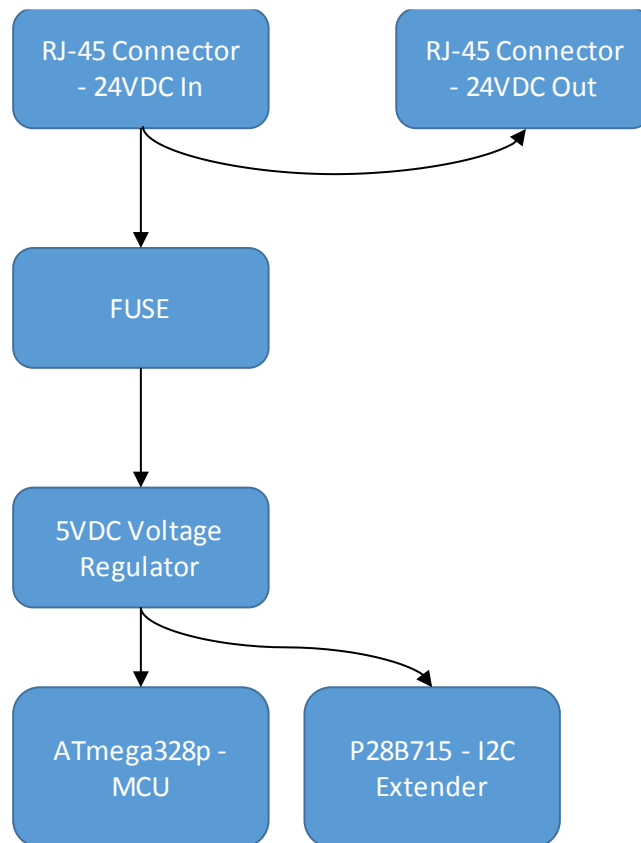 RJ-45 Connector
- 24VDC In
RJ-45 Connector
- 24VDC Out
FUSE
5VDC Voltage
Regulator
ATmega328p -
MCU
P28B715 - I2C
Extender